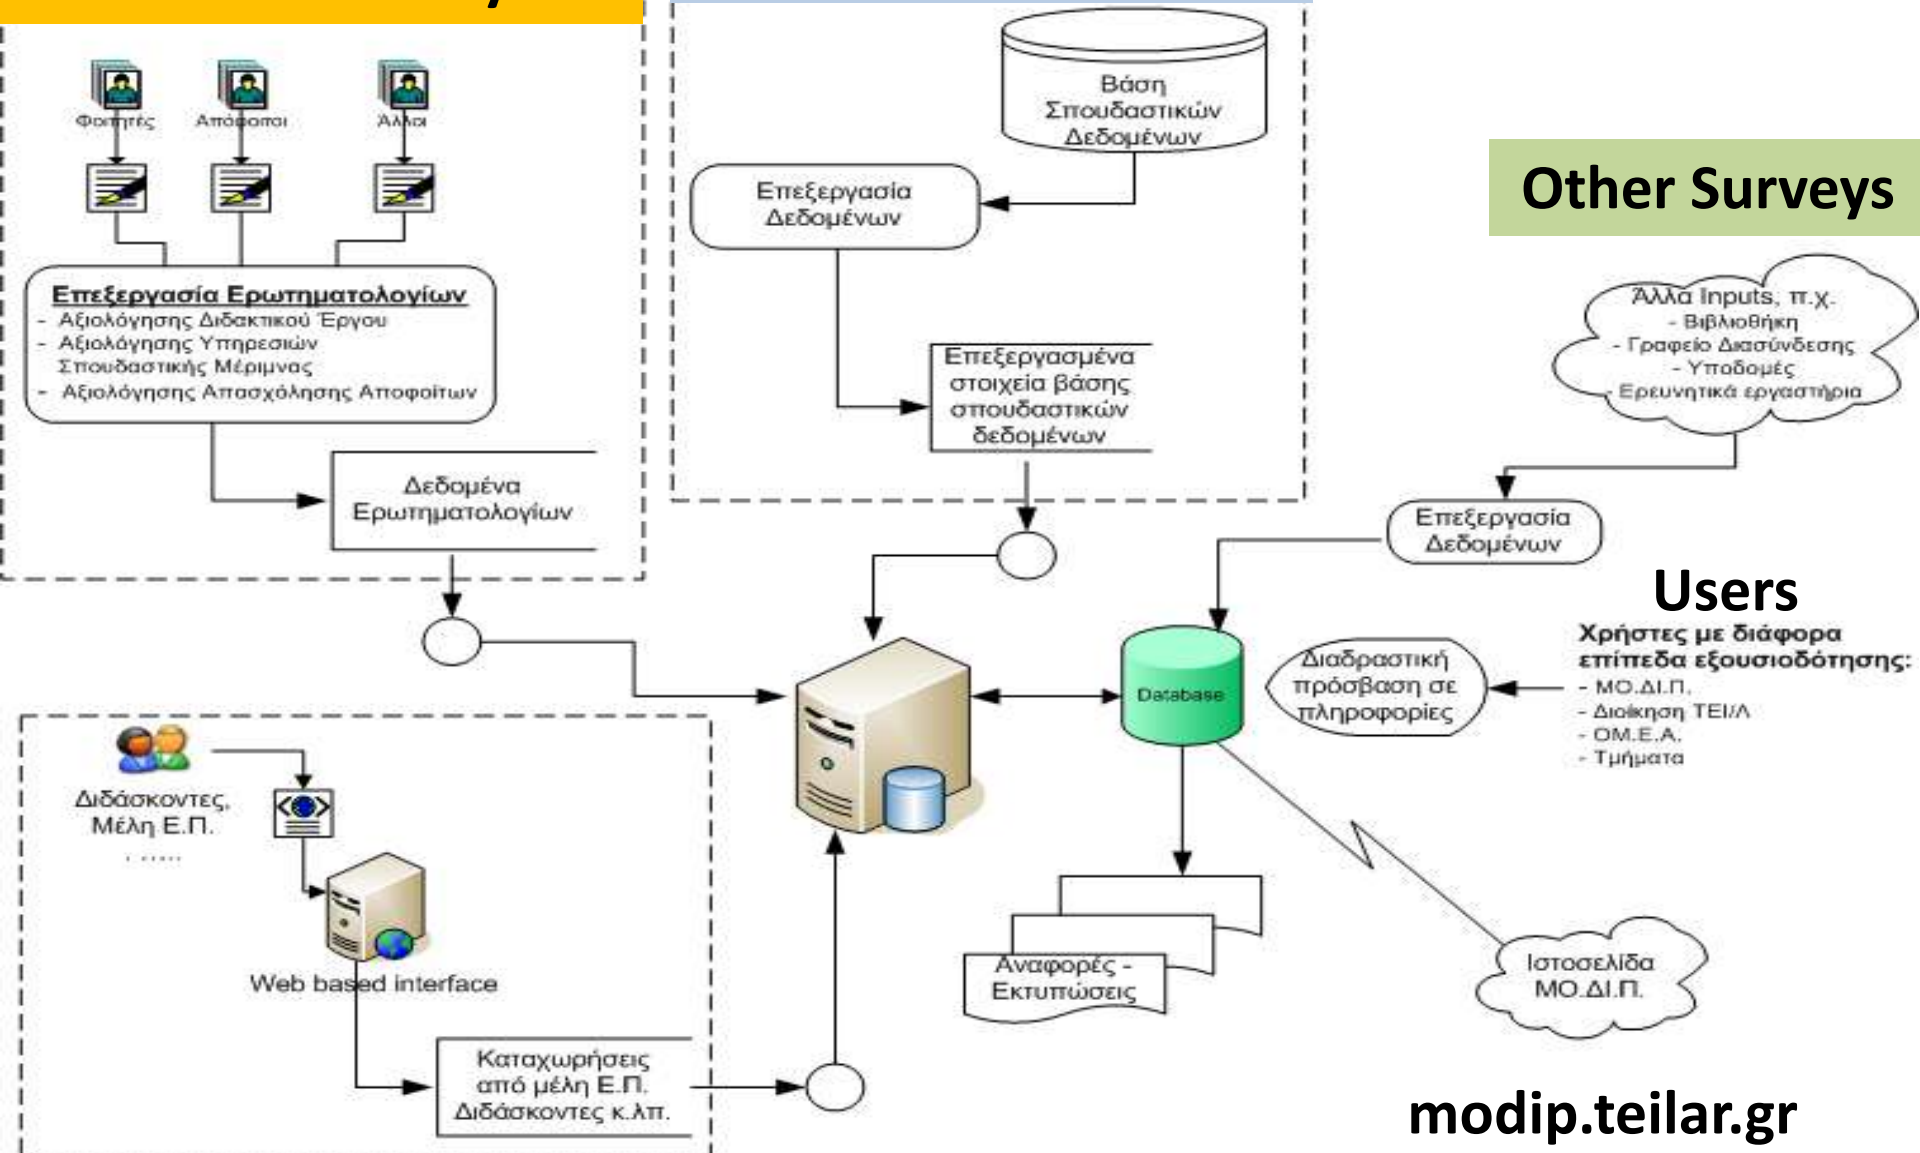 Φοιτητές
Απόφοιτοι
Άλλοι
Επεξεργασία Ερωτηματολογίων
- Αξιολόγησης Διδακτικού Έργου
- Αξιολόγησης Υπηρεσιών
Σπουδαστικής Μέριμνας
- Αξιολόγησης Απασχόλησης Αποφοίτων
Δεδομένα
Ερωτηματολογίων
Βάση
Σπουδαστικών
Δεδομένων
Επεξεργασία
Δεδομένων
Επεξεργασμένα
στοιχεία βάσης
σπουδαστικών
δεδομένων
Other Surveys
Άλλα Inputs, π.χ.
- Βιβλιοθήκη
- Γραφείο Διασύνδεσης
- Υποδομές
- Ερευνητικά εργαστήρια
Επεξεργασία
Δεδομένων
Users
Χρήστες με διάφορα
επίπεδα εξουσιοδότησης:
- ΜΟ.ΔΙ.Π.
- Διοίκηση ΤΕΙ/Λ
- ΟΜ.Ε.Α.
- Τμήματα
Διαδραστική
πρόσβαση σε
πληροφορίες
Database
Διδάσκοντες,
Μέλη Ε.Π.
Web based interface
Καταχωρήσεις
από μέλη Ε.Π.
Διδάσκοντες κ.λπ.
Αναφορές -
Εκτυπώσεις
Ιστοσελίδα
ΜΟ.ΔΙ.Π.
modip.teilar.gr